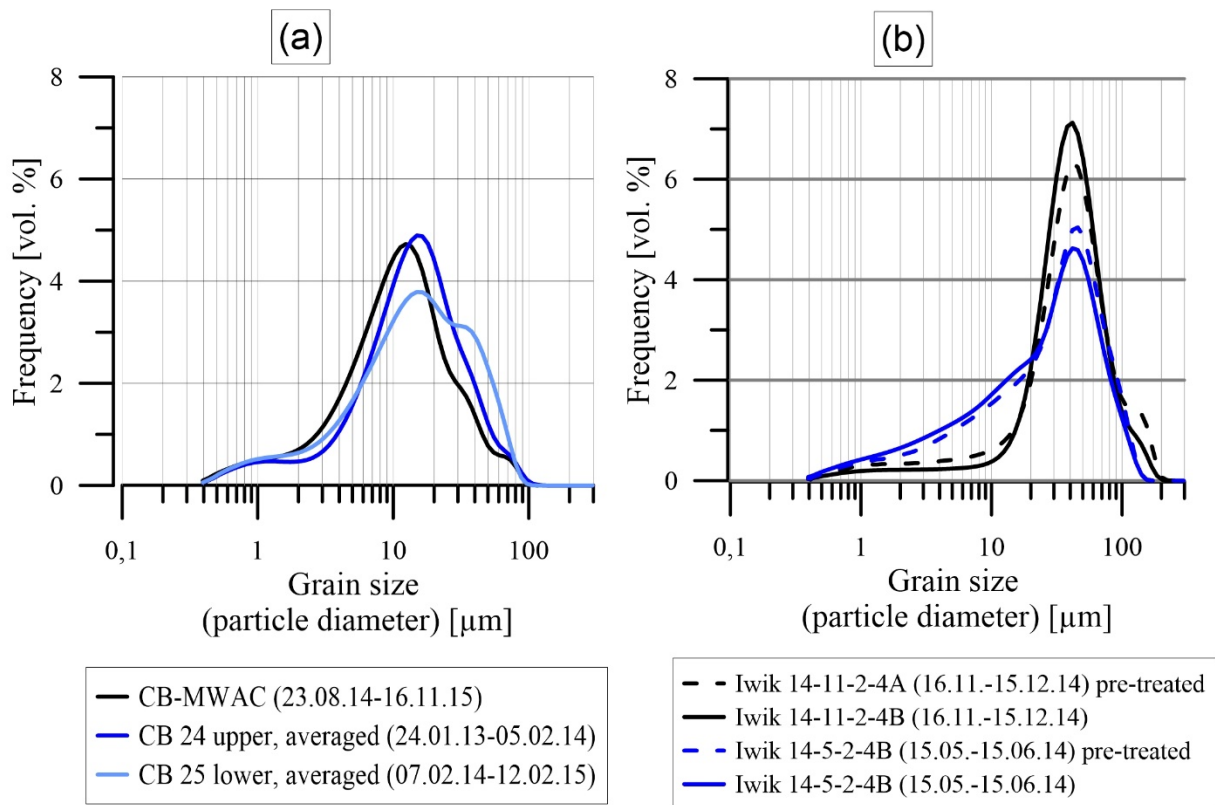 (a)
8
6
4
2
0
Frequency [vol. %]
0,1 1 10 100
Grain size
(particle diameter) [µm]
CB-MWAC (23.08.14-16.11.15)
CB 24 upper, averaged (24.01.13-05.02.14)
CB 25 lower, averaged (07.02.14-12.02.15)
(b)
8
6
4
2
0
Frequency [vol. %]
0,1 1 10 100
Grain size
(particle diameter) [µm]
Iwik 14-11-2-4A (16.11.-15.12.14) pre-treated
Iwik 14-11-2-4B (16.11.-15.12.14)
Iwik 14-5-2-4B (15.05.-15.06.14) pre-treated
Iwik 14-5-2-4B (15.05.-15.06.14)